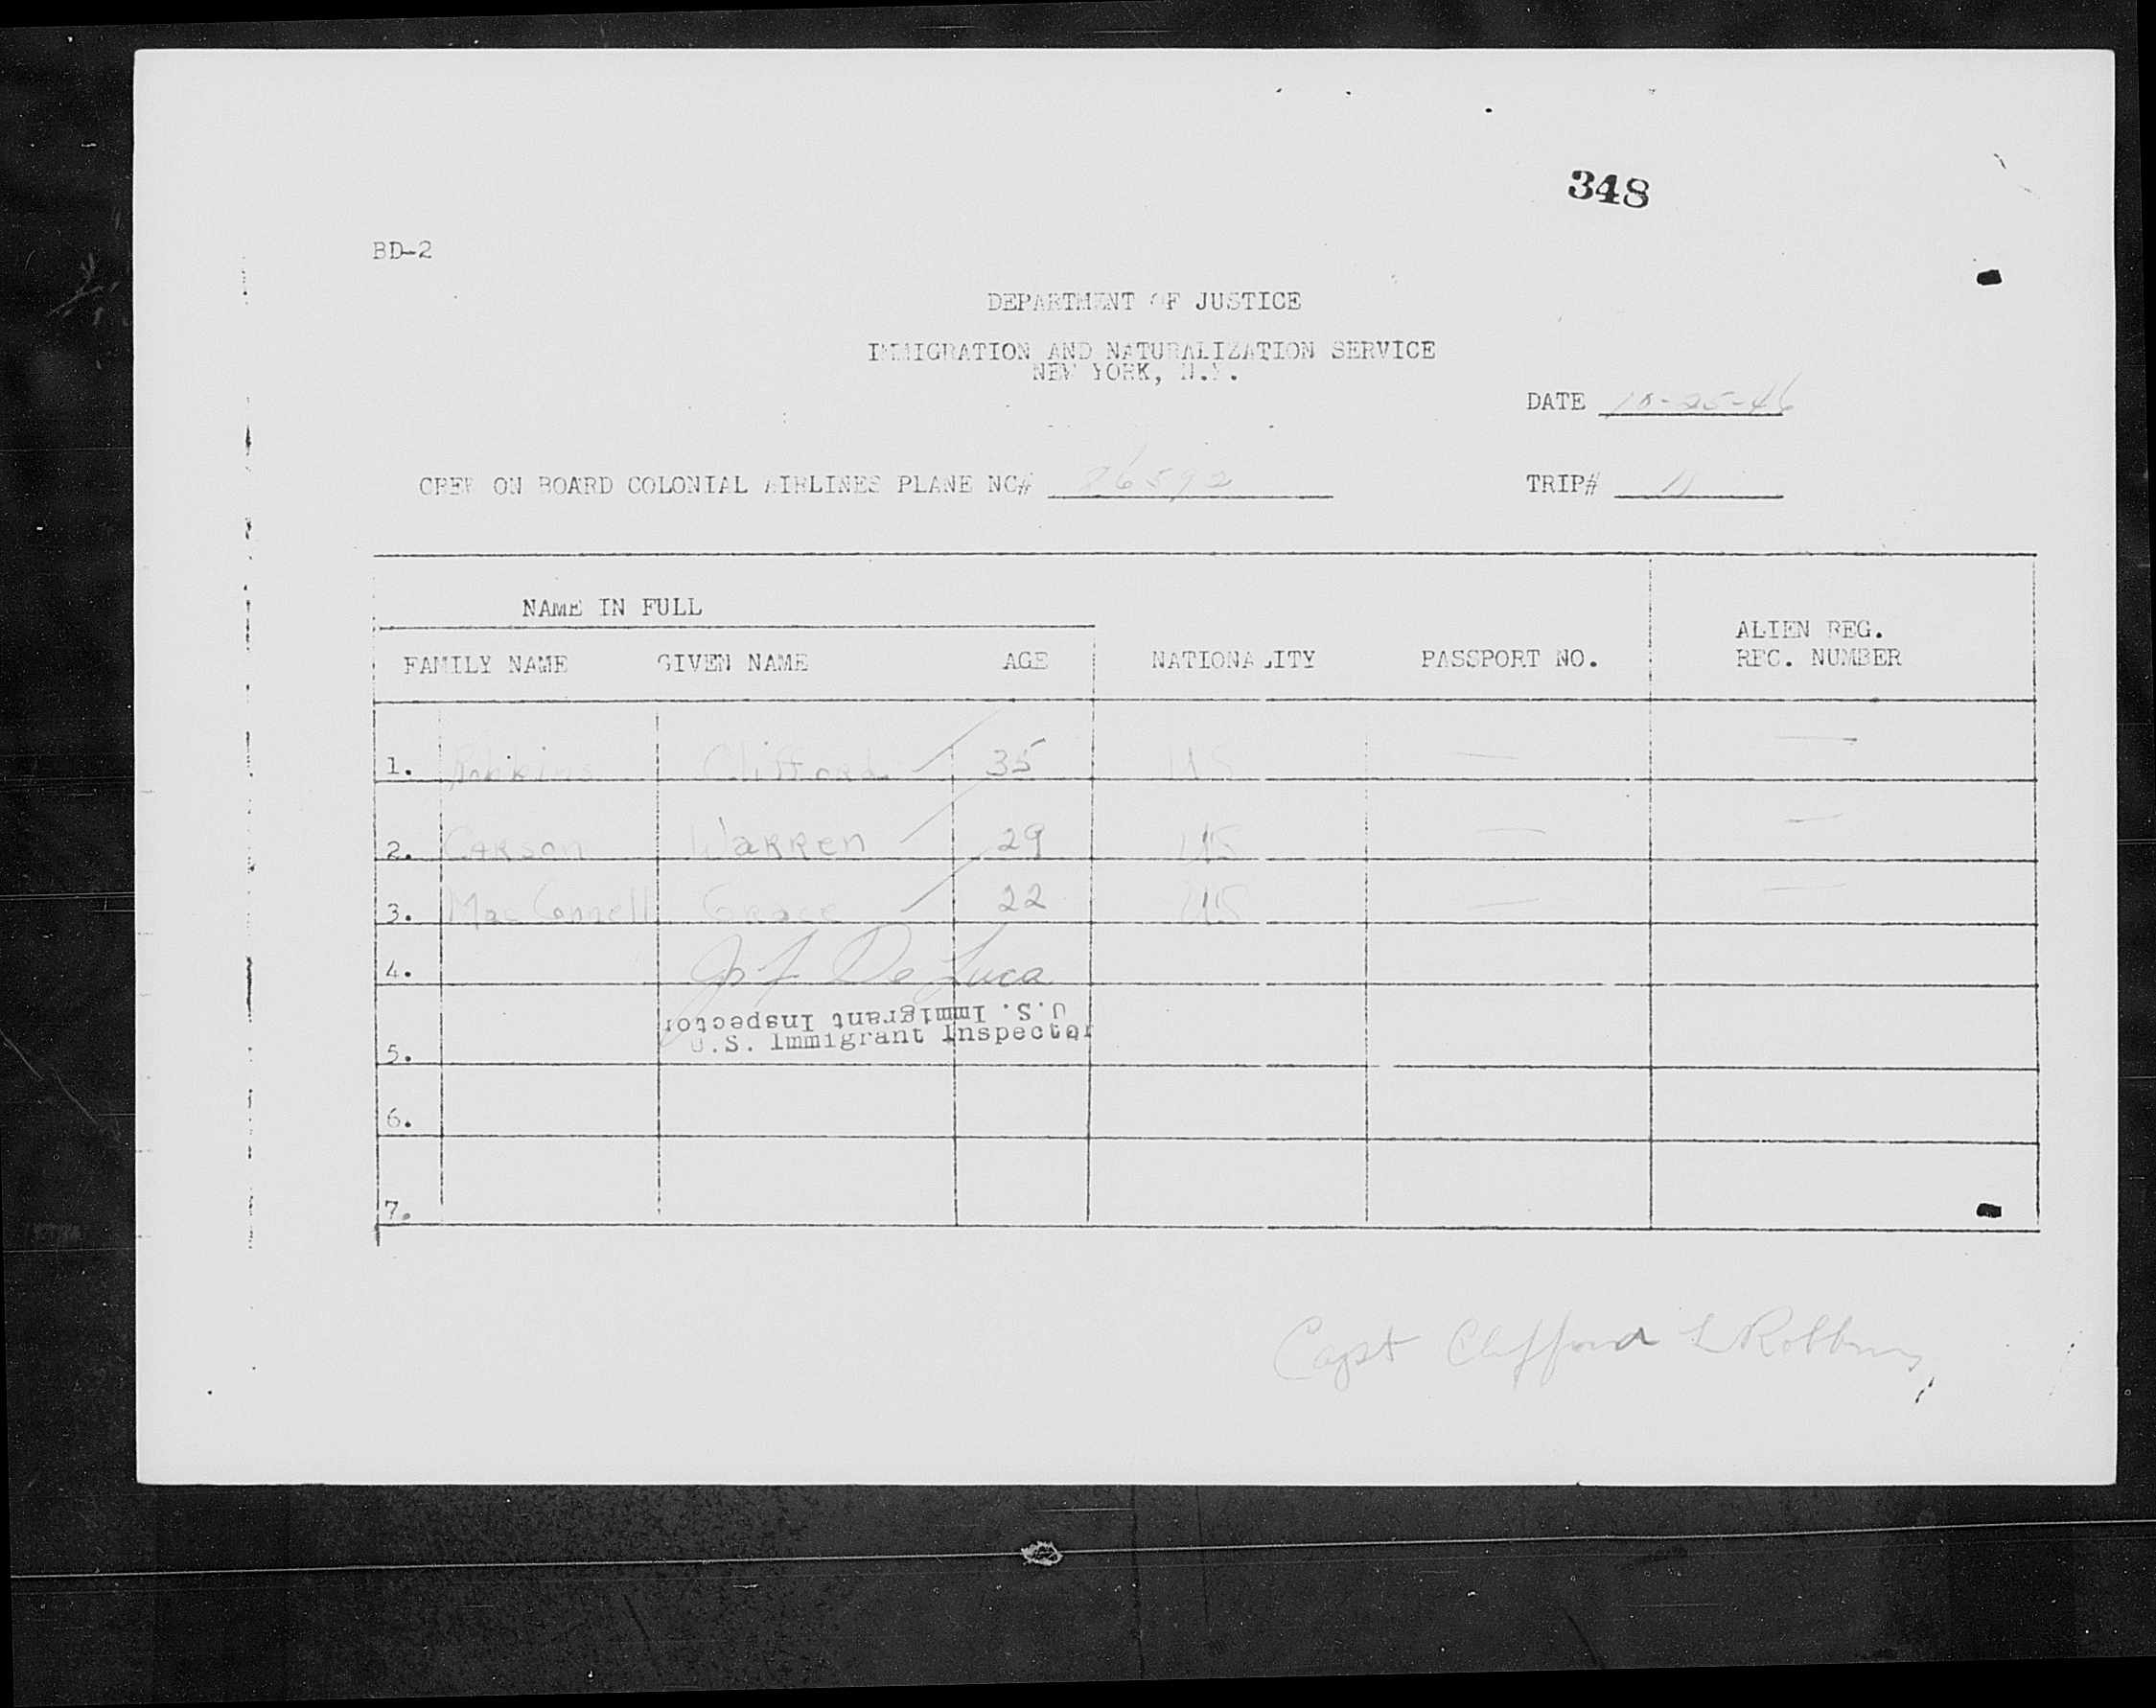 348
BD-2
DEPARTMENT OF JUSTICE
IMMIGRATION AND NATURALIZATION SERVICE
NEW YORK, N.Y.
DATE 10-25-46
CREW ON BOARD COLONIAL AIRLINES PLANE NC# 86592
TRIP# 11
NAME IN FULL
FAMILY NAME GIVEN NAME AGE NATIONALITY PASSPORT NO. ALIEN REG. REC. NUMBER
1. Robbins Clifford 35 US — —
2. Carson Warren 29 US — —
3. MacConnell Grace 22 US — —
4. De Luca
U.S. Immigrant Inspector
U.S. Immigrant Inspector
5.
6.
7.
Capt Clifford L Robbins